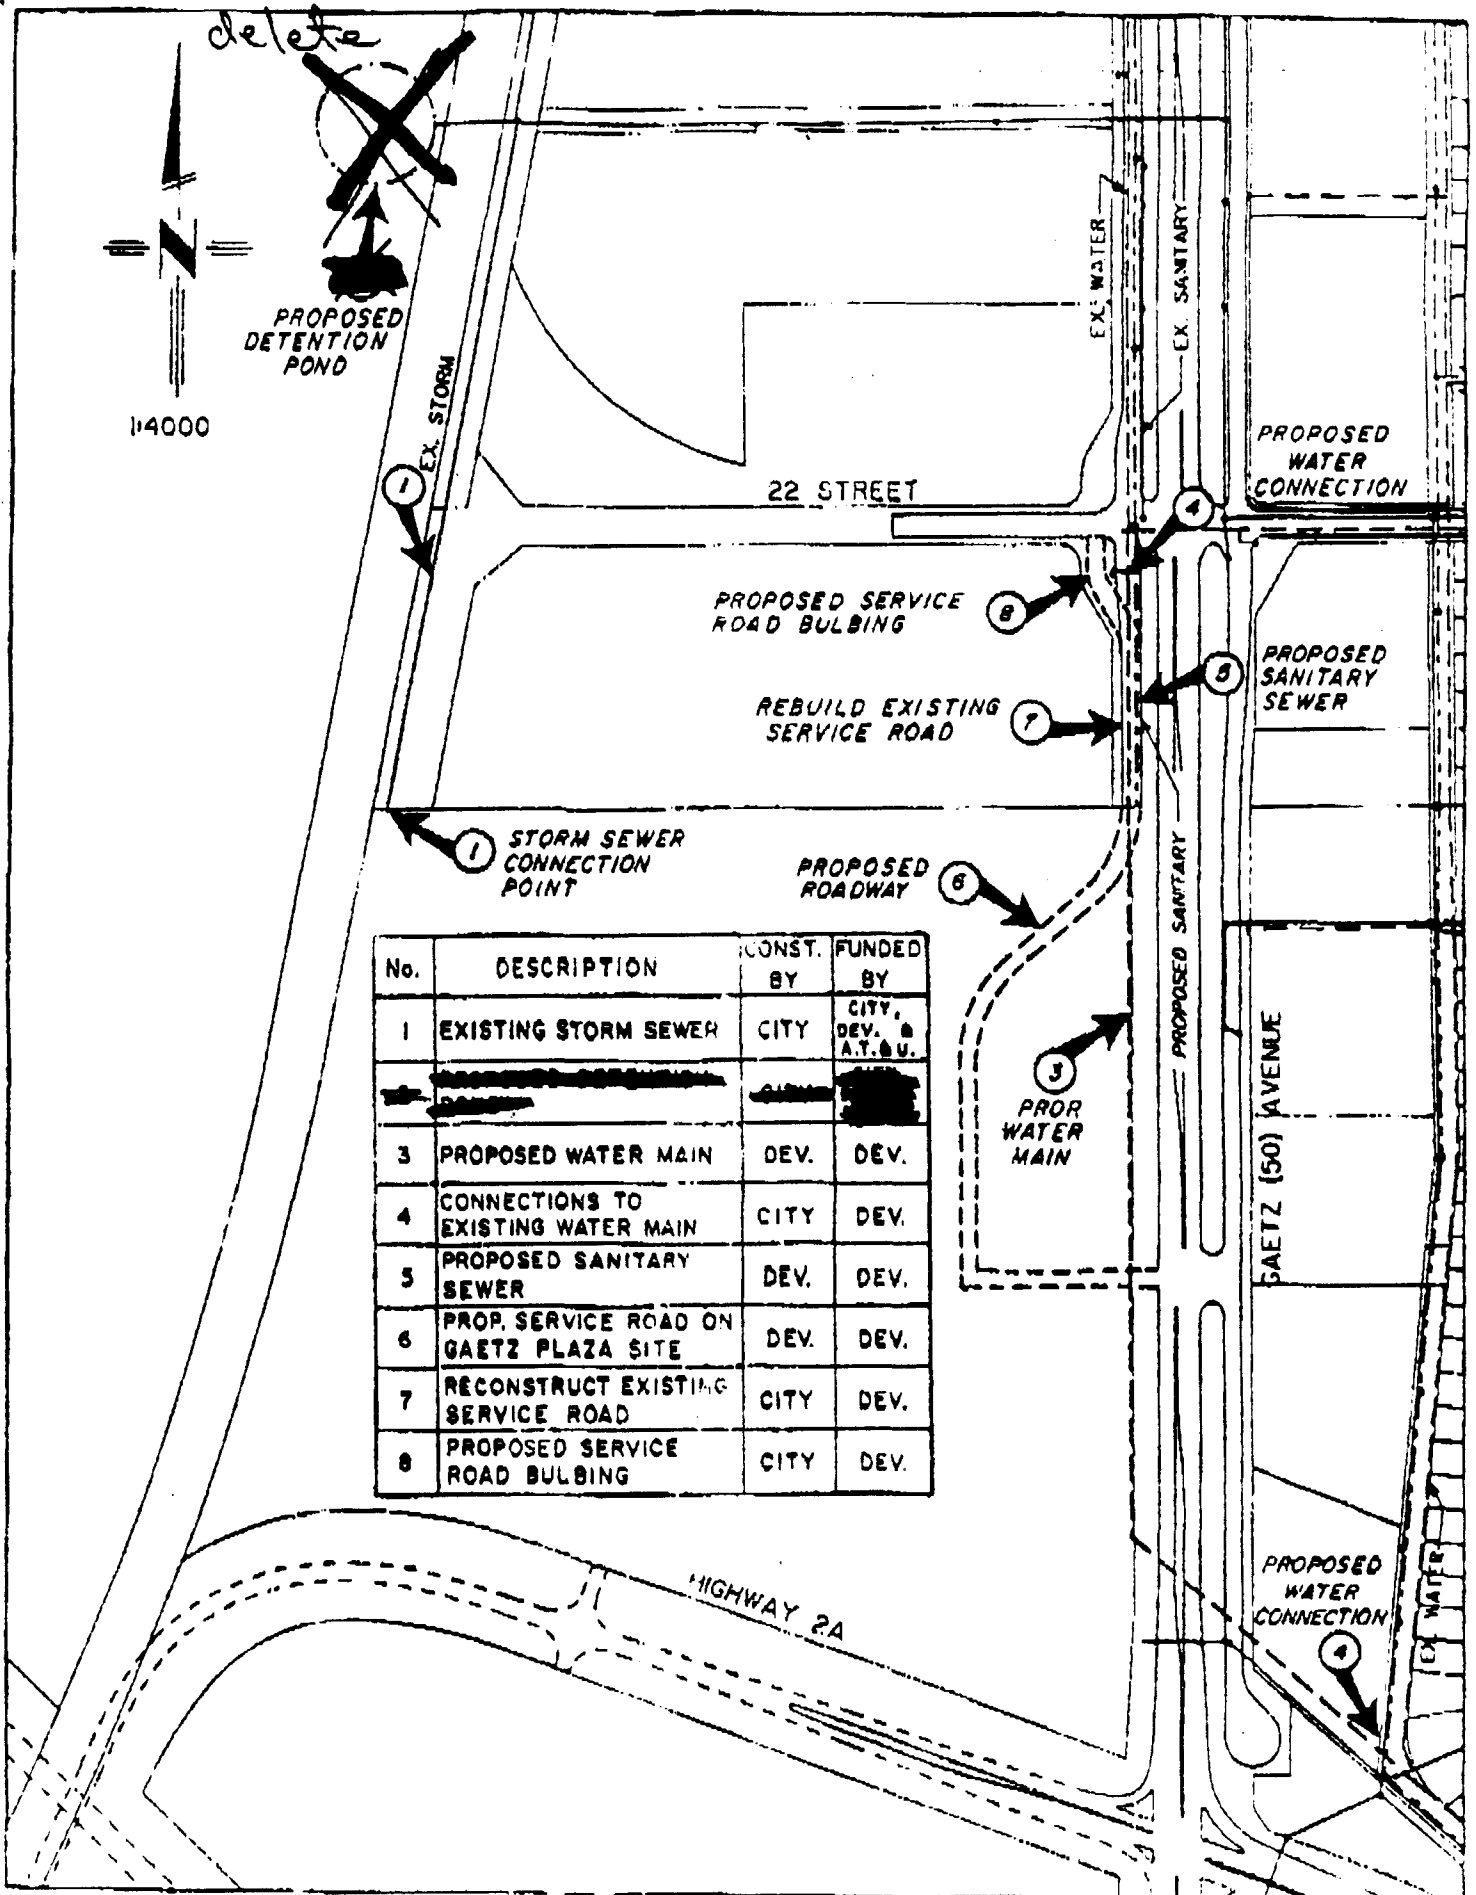 delete
N
PROPOSED
DETENTION
POND
1:4000
EX. STORM
EX. WATER
EX. SANITARY
PROPOSED
WATER
CONNECTION
22 STREET
1
4
PROPOSED SERVICE
ROAD BULBING
8
PROPOSED
SANITARY
SEWER
5
REBUILD EXISTING
SERVICE ROAD
7
1
STORM SEWER
CONNECTION
POINT
PROPOSED
ROADWAY
6
PROPOSED SANITARY
GAETZ (50) AVENUE
3
PROR
WATER
MAIN
No. DESCRIPTION CONST. BY FUNDED BY
1 EXISTING STORM SEWER CITY CITY, DEV. & A.T.& U.
3 PROPOSED WATER MAIN DEV. DEV.
4 CONNECTIONS TO EXISTING WATER MAIN CITY DEV.
5 PROPOSED SANITARY SEWER DEV. DEV.
6 PROP. SERVICE ROAD ON GAETZ PLAZA SITE DEV. DEV.
7 RECONSTRUCT EXISTING SERVICE ROAD CITY DEV.
8 PROPOSED SERVICE ROAD BULBING CITY DEV.
HIGHWAY 2A
PROPOSED
WATER
CONNECTION
4
EX. WATER